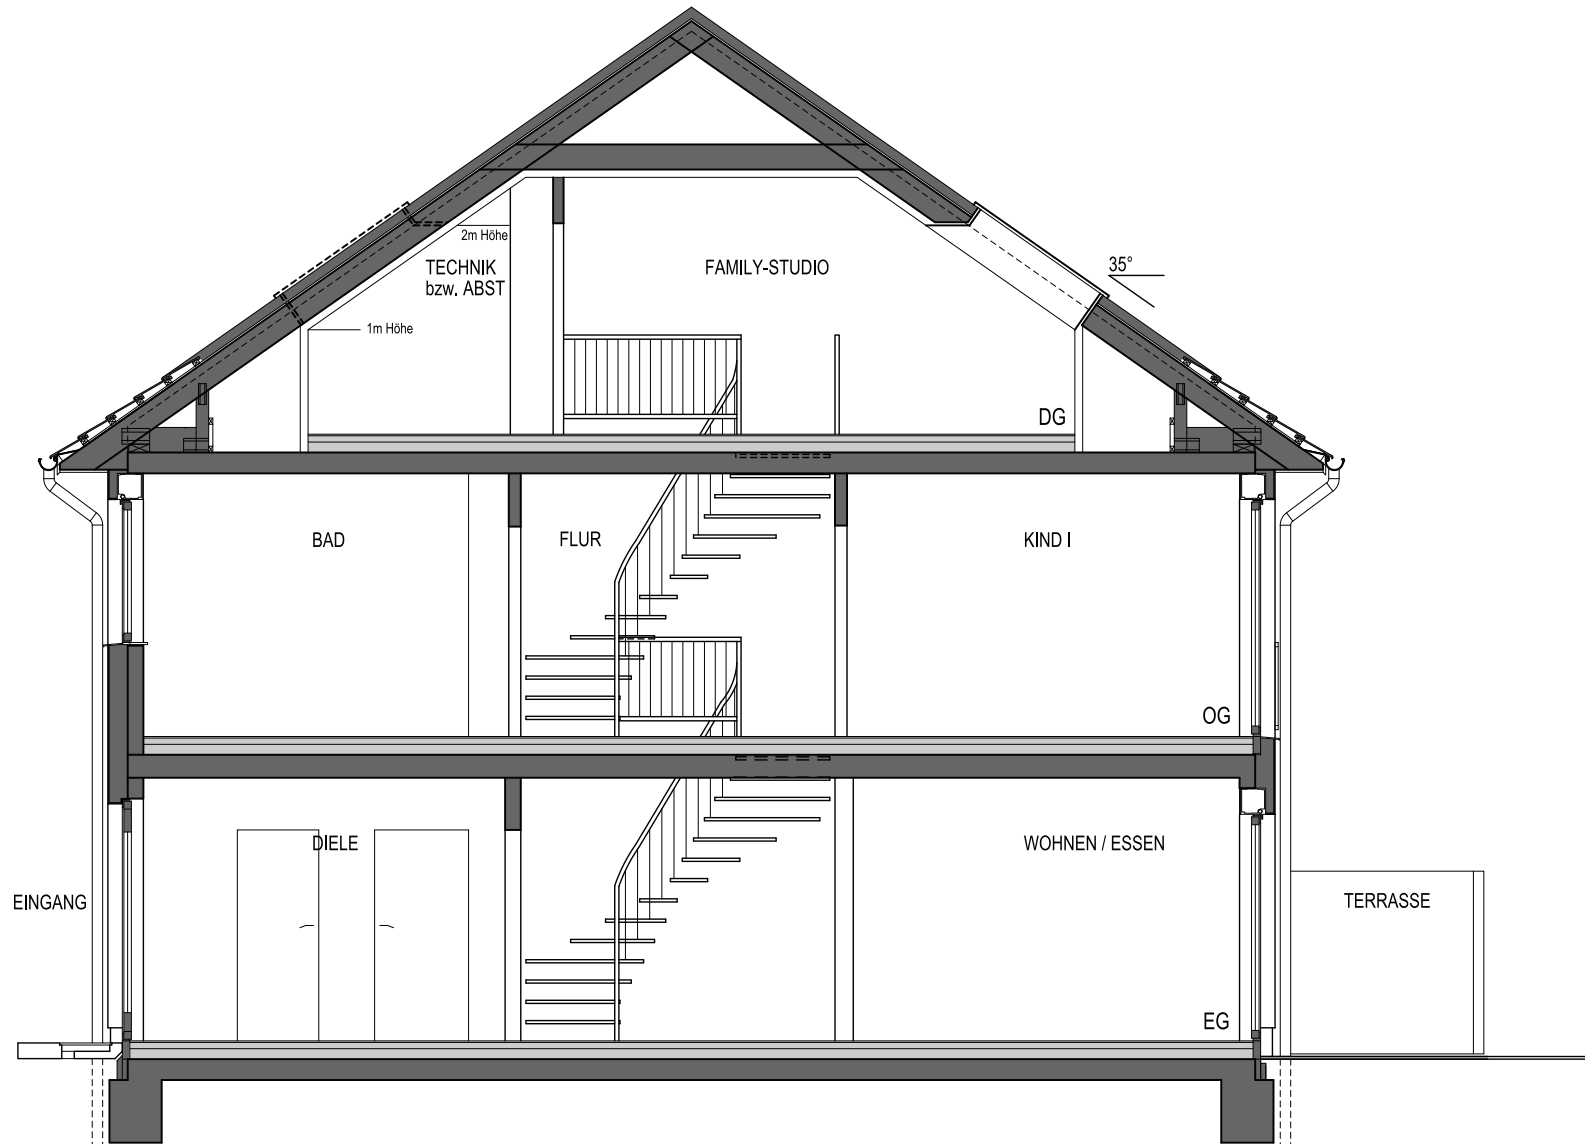 2m Höhe
TECHNIK
bzw. ABST
FAMILY-STUDIO
35°
1m Höhe
DG
BAD
FLUR
KIND I
OG
DIELE
WOHNEN / ESSEN
EINGANG
TERRASSE
EG